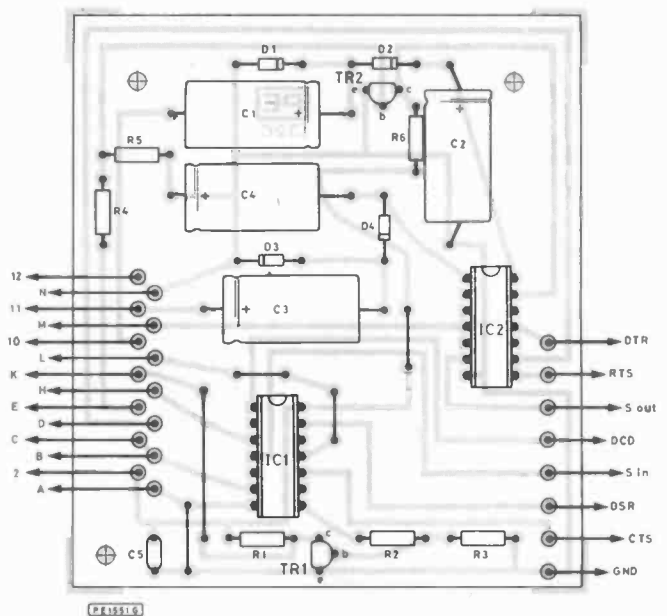 D1
D2
TR2
e
c
b
C1
+
R6
C2
R5
C4
+
R4
D4
D3
12
N
11
C3
+
M
10
IC2
DTR
L
K
RTS
H
E
S out
D
C
DCD
B
IC1
2
S in
A
DSR
C5
R1
c
b
R2
R3
CTS
TR1
e
GND
PE1551G